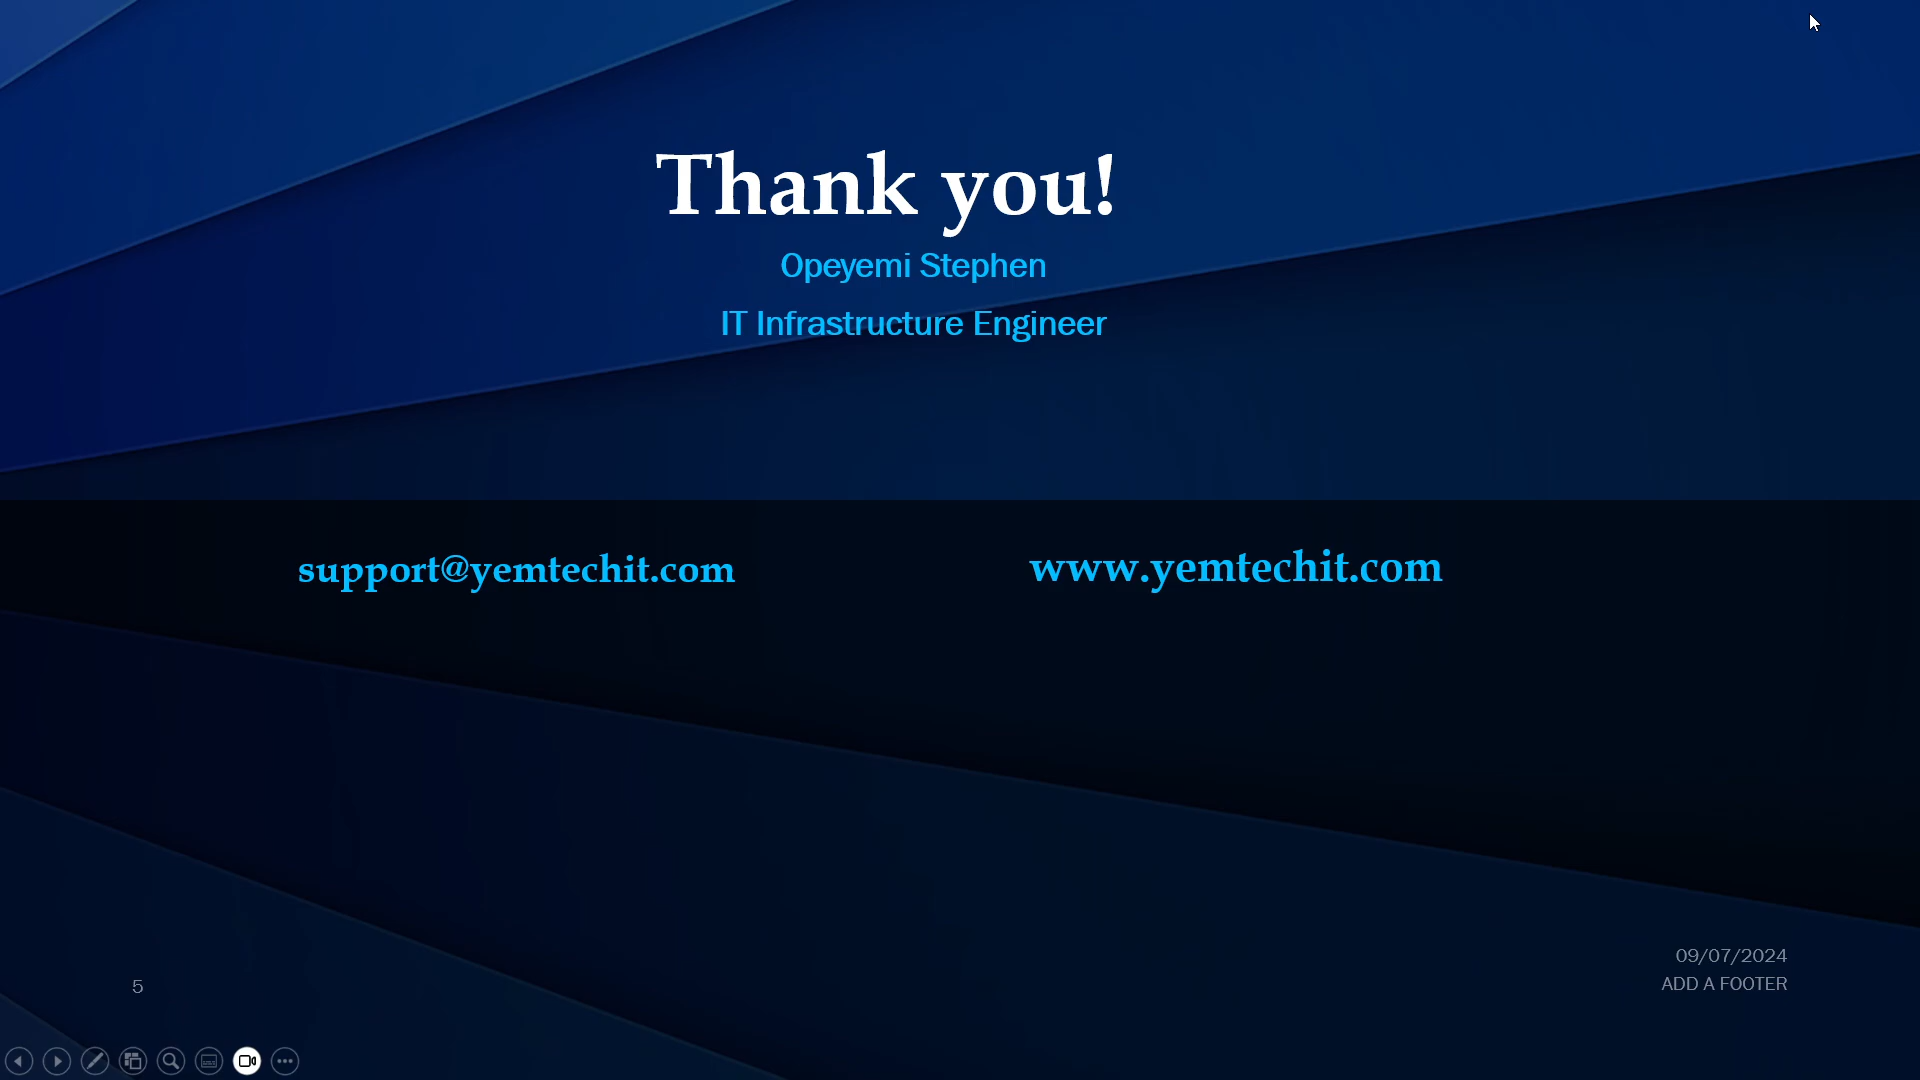 Thank you!
Opeyemi Stephen
IT Infrastructure Engineer
support@yemtechit.com
www.yemtechit.com
09/07/2024
ADD A FOOTER
5